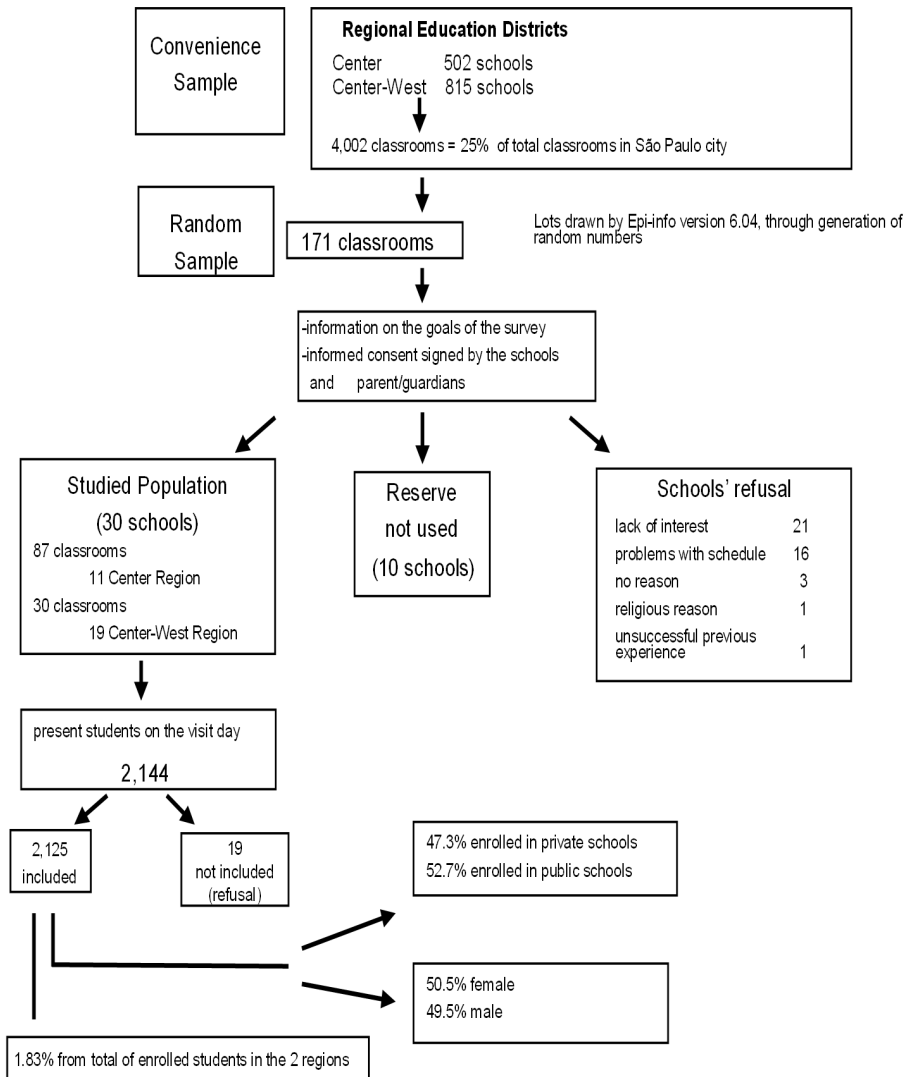 Convenience
Sample
Regional Education Districts
Center 502 schools
Center-West 815 schools
4,002 classrooms = 25% of total classrooms in São Paulo city
Random
Sample
171 classrooms
Lots drawn by Epi-info version 6.04, through generation of
random numbers
-information on the goals of the survey
-informed consent signed by the schools
and parent/guardians
Studied Population
(30 schools)
87 classrooms
11 Center Region
30 classrooms
19 Center-West Region
Reserve
not used
(10 schools)
Schools' refusal
lack of interest 21
problems with schedule 16
no reason 3
religious reason 1
unsuccessful previous
experience 1
present students on the visit day
2,144
2,125
included
19
not included
(refusal)
47.3% enrolled in private schools
52.7% enrolled in public schools
50.5% female
49.5% male
1.83% from total of enrolled students in the 2 regions